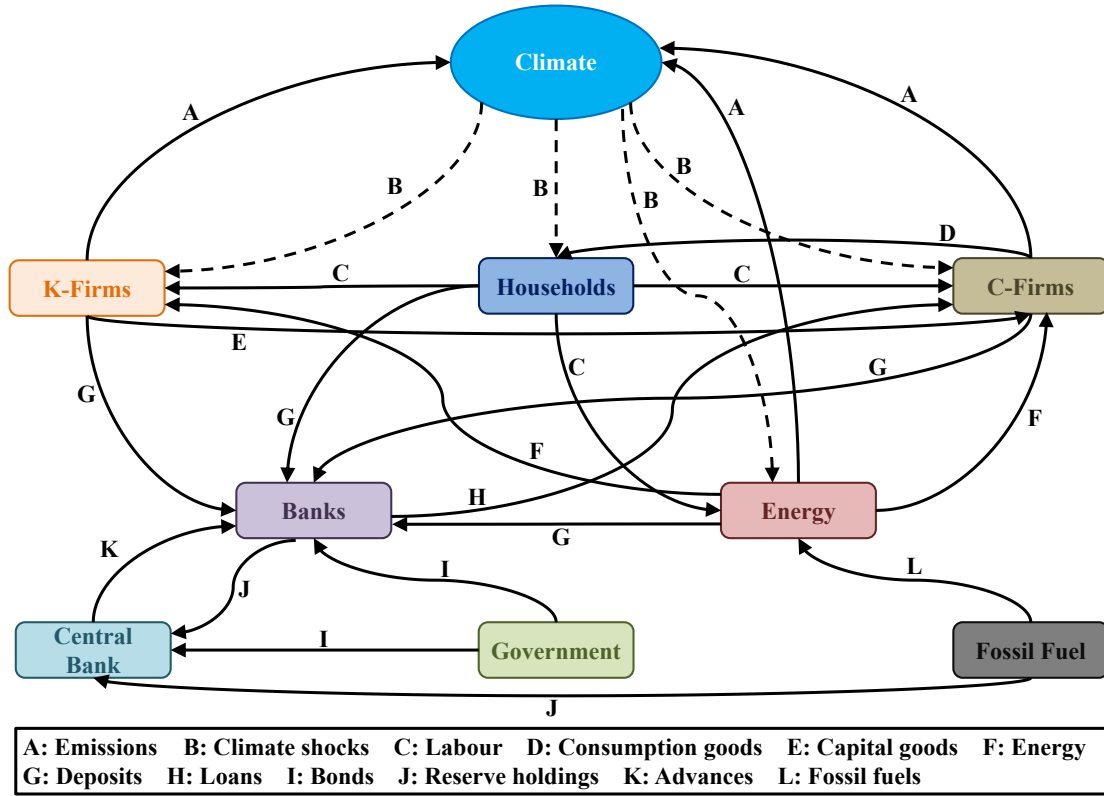 Climate
A
A
A
B
B
B
B
D
K-Firms
C
Households
C
C-Firms
E
C
G
G
G
F
F
Banks
H
Energy
G
K
J
I
L
Central
Bank
I
Government
Fossil Fuel
J
A: Emissions B: Climate shocks C: Labour D: Consumption goods E: Capital goods F: Energy
G: Deposits H: Loans I: Bonds J: Reserve holdings K: Advances L: Fossil fuels